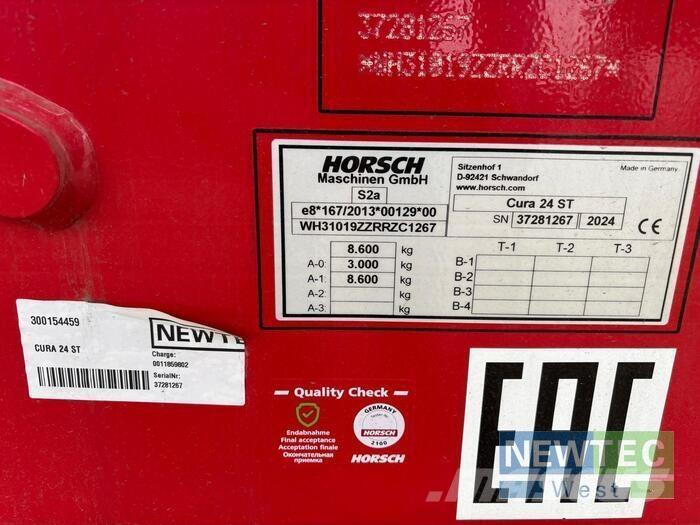 37281267
*WH31019ZZRRZC1267*
HORSCH
Maschinen GmbH
Sitzenhof 1
D-92421 Schwandorf
www.horsch.com
Made in Germany
S2a
e8*167/2013*00129*00
WH31019ZZRRZC1267
Cura 24 ST
SN 37281267 2024
CE
8.600 kg
A-0: 3.000 kg
A-1: 8.600 kg
A-2: kg
A-3: kg
T-1 T-2 T-3
B-1
B-2
B-3
B-4
300154459
NEWTE
CURA 24 ST
Charge:
0011859802
SerialNr:
37281267
Quality Check
Endabnahme
Final acceptance
Acceptation finale
Окончательная
приемка
GERMANY
HORSCH
2100
HORSCH
EAC
NEWTEC
West